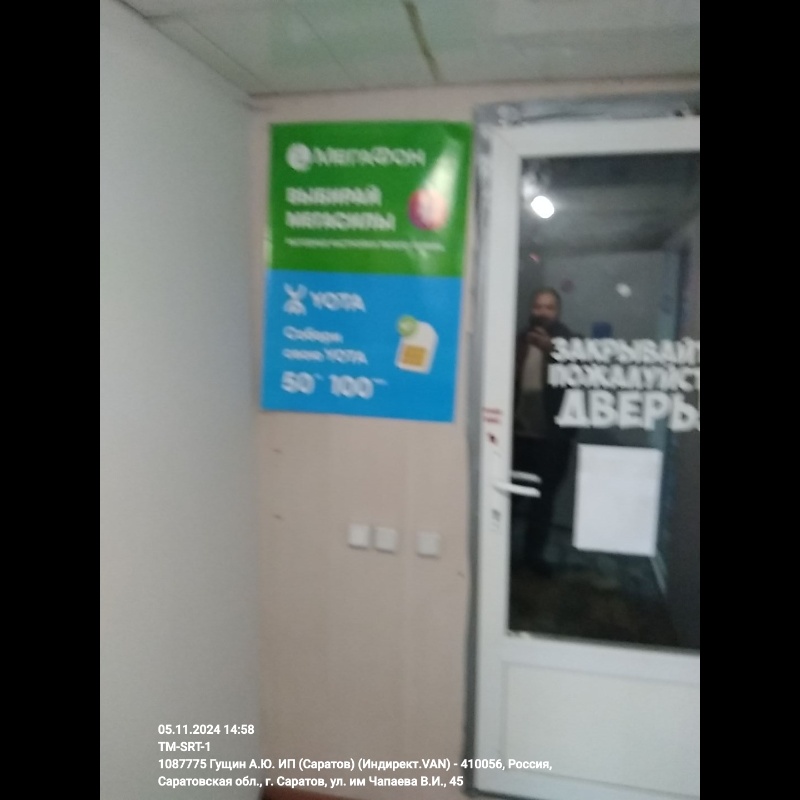 МЕГАФОН
ВЫБИРАЙ
МЕГАСИЛЫ
YOTA
Собери
свою YOTA
50 100
ЗАКРЫВАЙ
ПОЖАЛУЙСТ
ДВЕРЬ
05.11.2024 14:58
TM-SRT-1
1087775 Гущин А.Ю. ИП (Саратов) (Индирект.VAN) - 410056, Россия,
Саратовская обл., г. Саратов, ул. им Чапаева В.И., 45